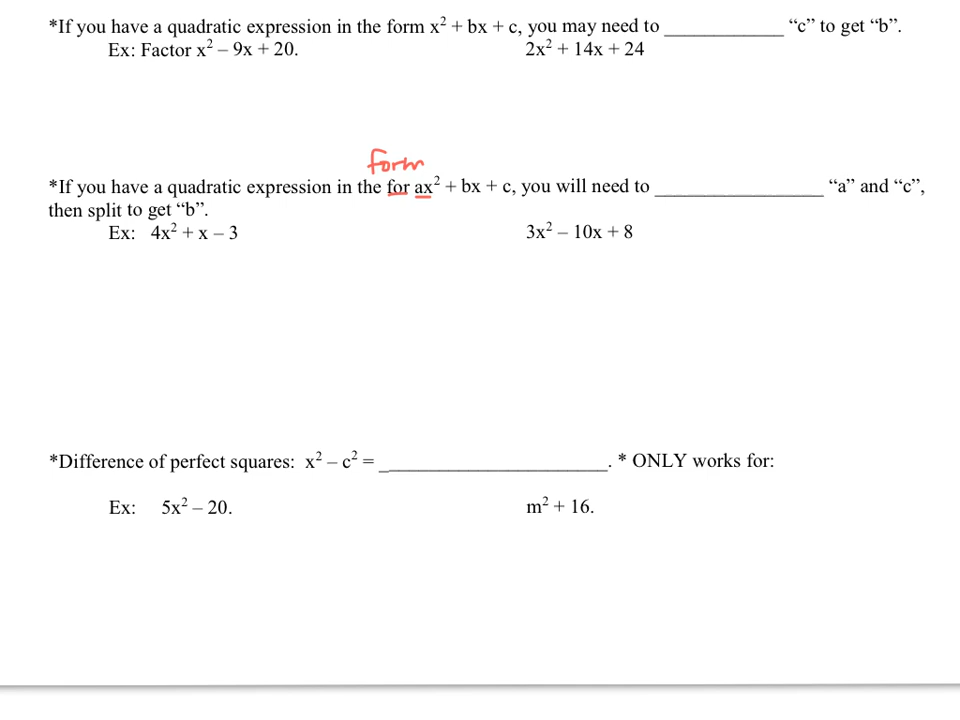 *If you have a quadratic expression in the form x² + bx + c, you may need to ____________ “c” to get “b”.
Ex: Factor x² – 9x + 20. 2x² + 14x + 24
form
*If you have a quadratic expression in the for ax² + bx + c, you will need to _________________ “a” and “c”,
then split to get “b”.
Ex: 4x² + x – 3 3x² – 10x + 8
*Difference of perfect squares: x² – c² = _______________________. * ONLY works for:
Ex: 5x² – 20. m² + 16.